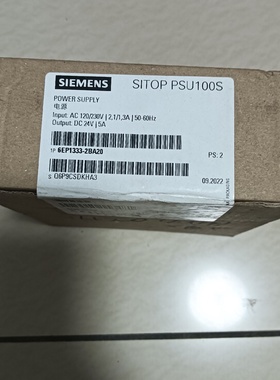 SIEMENS
SITOP PSU100S
POWER SUPPLY
电源
Input: AC 120/230V | 2,1/1,3A | 50-60Hz
Output: DC 24V | 5A
1P 6EP1333-2BA20
PS: 2
S Q6P9CSDKHA3
09.2022